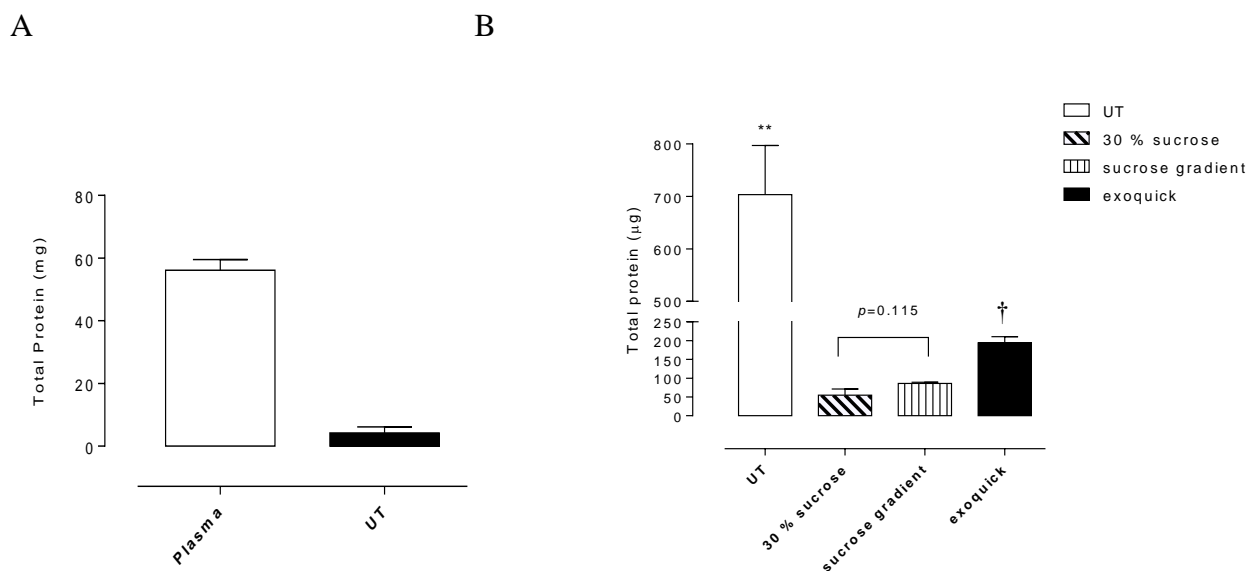 A
B
Total Protein (mg)
80
60
40
20
0
Plasma
UT
UT
30 % sucrose
sucrose gradient
exoquick
Total protein (µg)
**
800
700
600
500
p=0.115
†
250
200
150
100
50
0
UT
30 % sucrose
sucrose gradient
exoquick